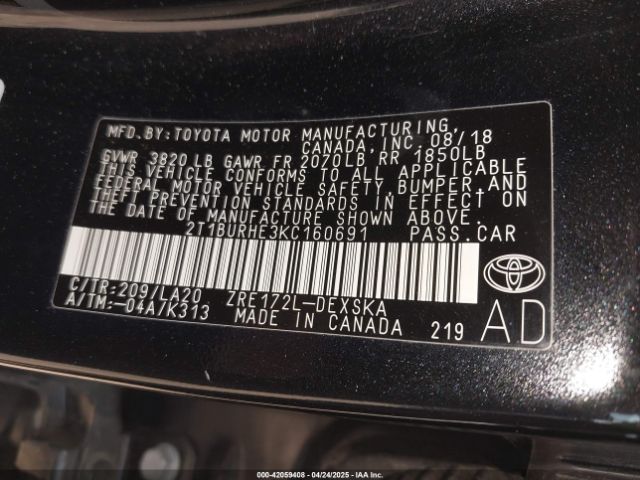 MFD.BY:TOYOTA MOTOR MANUFACTURING,
CANADA,INC.08/18
GVWR 3820 LB GAWR FR 2070LB RR 1850LB
THIS VEHICLE CONFORMS TO ALL APPLICABLE
FEDERAL MOTOR VEHICLE SAFETY,BUMPER,AND
THEFT PREVENTION STANDARDS IN EFFECT ON
THE DATE OF MANUFACTURE SHOWN ABOVE.
2T1BURHE3KC160691 PASS.CAR
C/TR:209/LA20 ZRE172L-DEXSKA
A/TM:-04A/K313 MADE IN CANADA 219
AD
000-42059408 - 04/24/2025 - IAAI.com